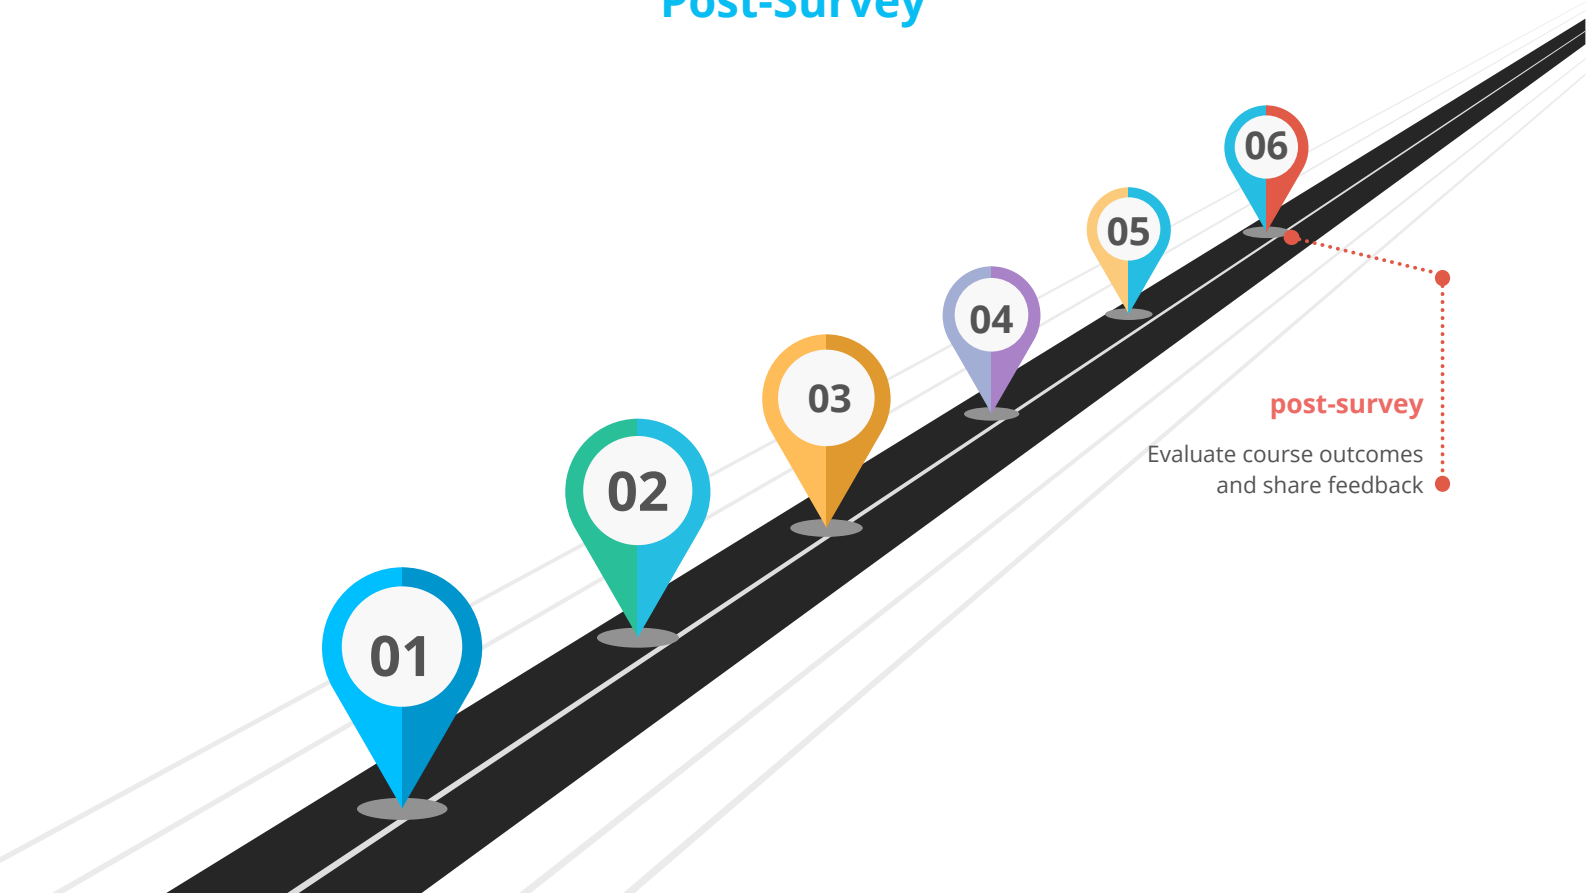 Post-Survey
06
05
04
03
02
01
post-survey
Evaluate course outcomes
and share feedback